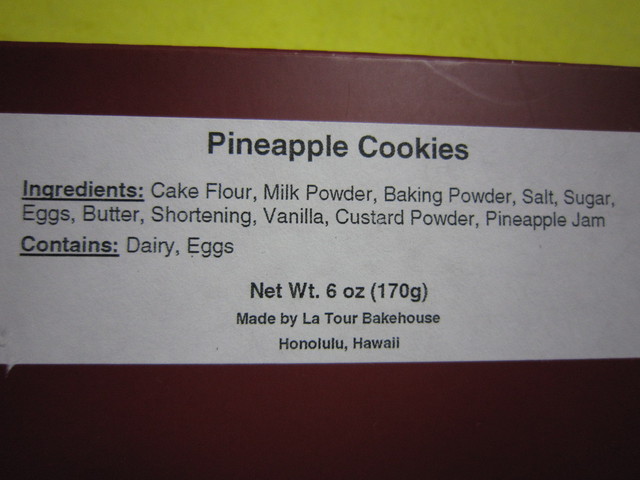 Pineapple Cookies
Ingredients: Cake Flour, Milk Powder, Baking Powder, Salt, Sugar,
Eggs, Butter, Shortening, Vanilla, Custard Powder, Pineapple Jam
Contains: Dairy, Eggs
Net Wt. 6 oz (170g)
Made by La Tour Bakehouse
Honolulu, Hawaii